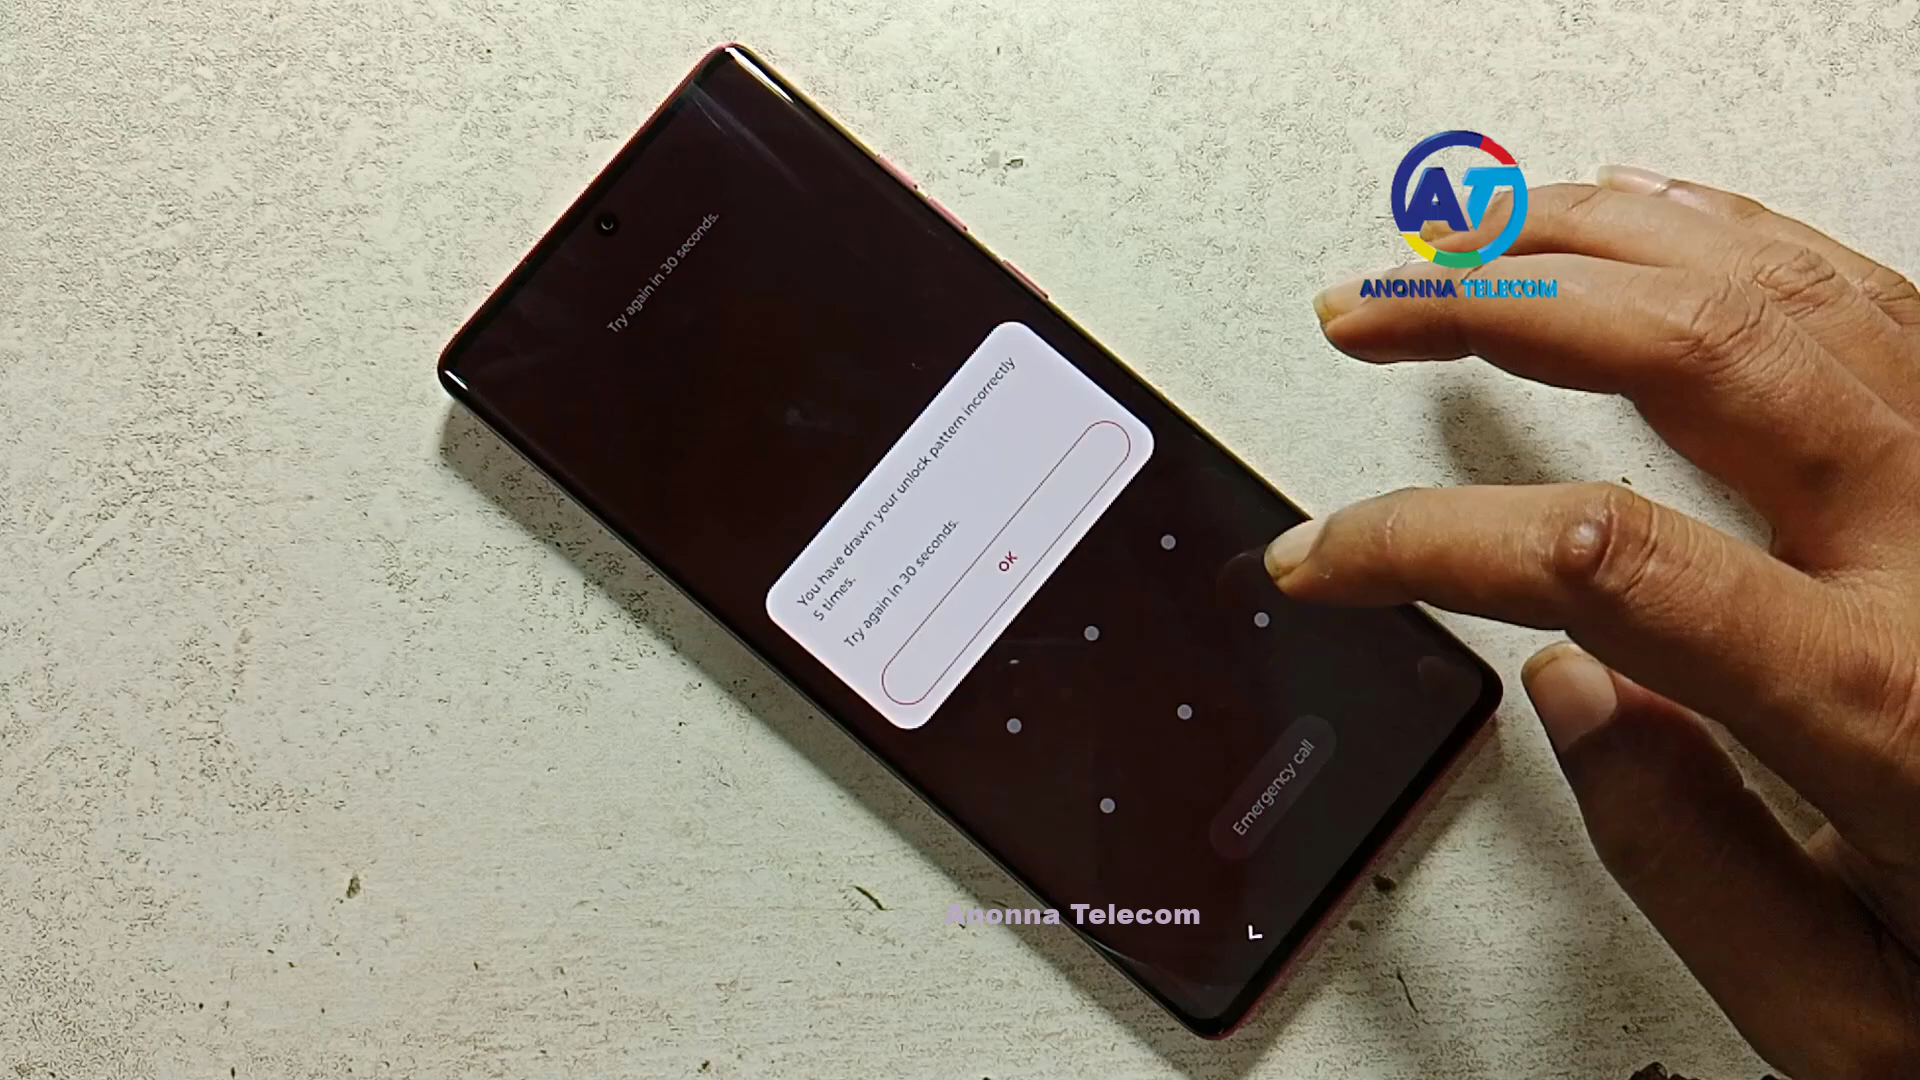 AT
ANONNA TELECOM
Try again in 30 seconds.
You have drawn your unlock pattern incorrectly
5 times.
Try again in 30 seconds.
OK
Emergency call
Anonna Telecom